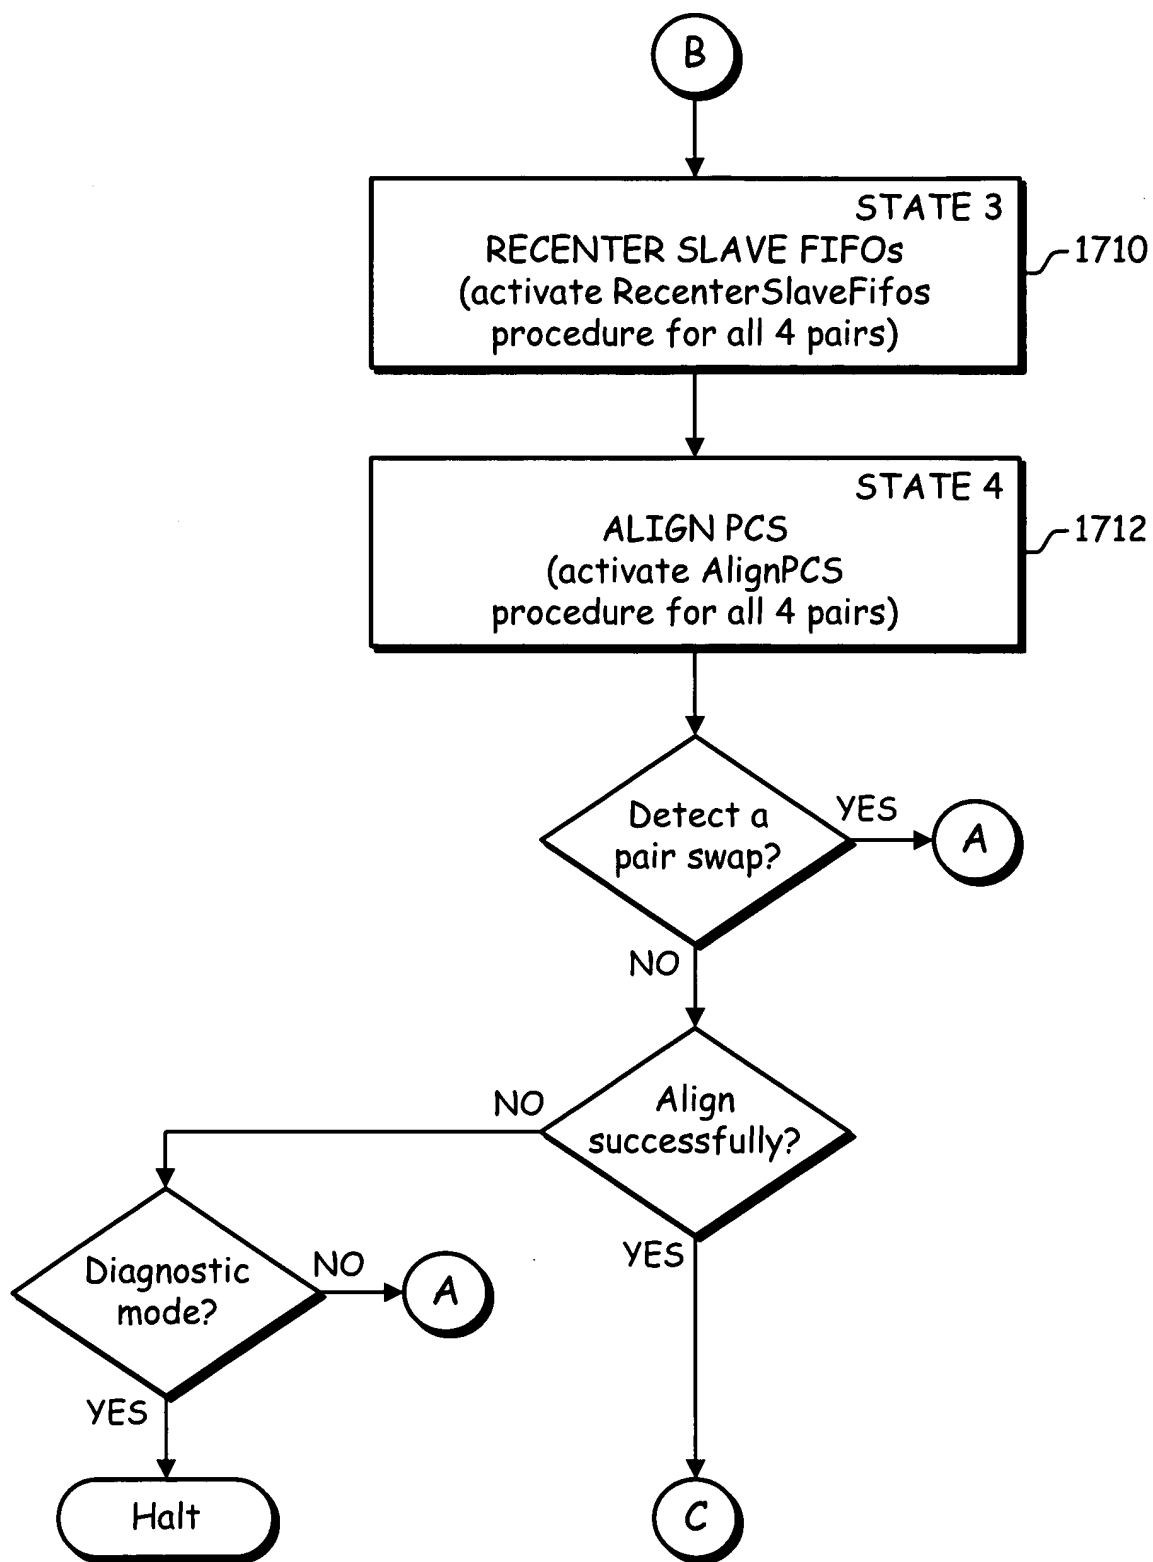 B
STATE 3
RECENTER SLAVE FIFOs
(activate RecenterSlaveFifos
procedure for all 4 pairs)
1710
STATE 4
ALIGN PCS
(activate AlignPCS
procedure for all 4 pairs)
1712
Detect a
pair swap?
YES
A
NO
Align
successfully?
NO
YES
Diagnostic
mode?
NO
A
YES
Halt
C